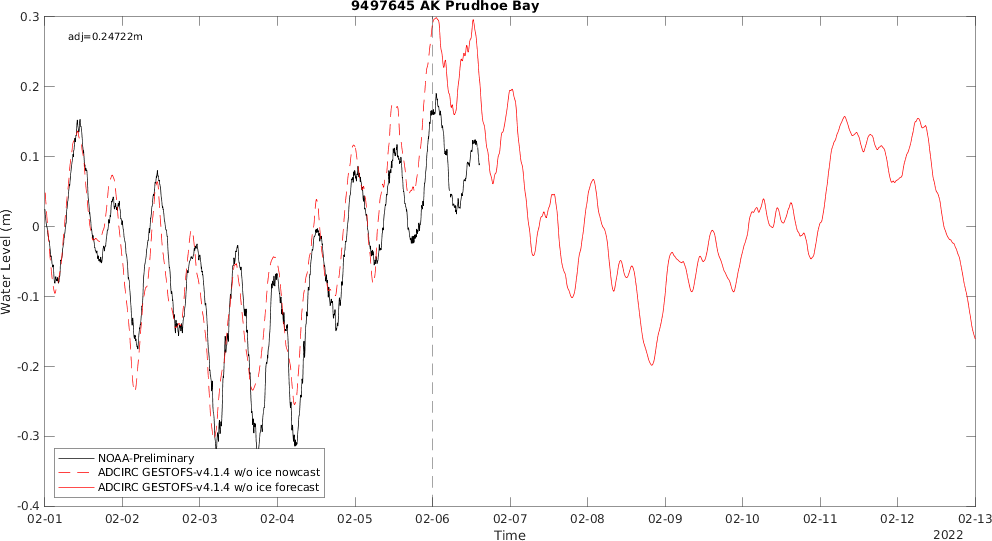 9497645 AK Prudhoe Bay
adj=0.24722m
Water Level (m)
0.3
0.2
0.1
0
-0.1
-0.2
-0.3
-0.4
NOAA-Preliminary
ADCIRC GESTOFS-v4.1.4 w/o ice nowcast
ADCIRC GESTOFS-v4.1.4 w/o ice forecast
02-01 02-02 02-03 02-04 02-05 02-06 02-07 02-08 02-09 02-10 02-11 02-12 02-13
Time
2022